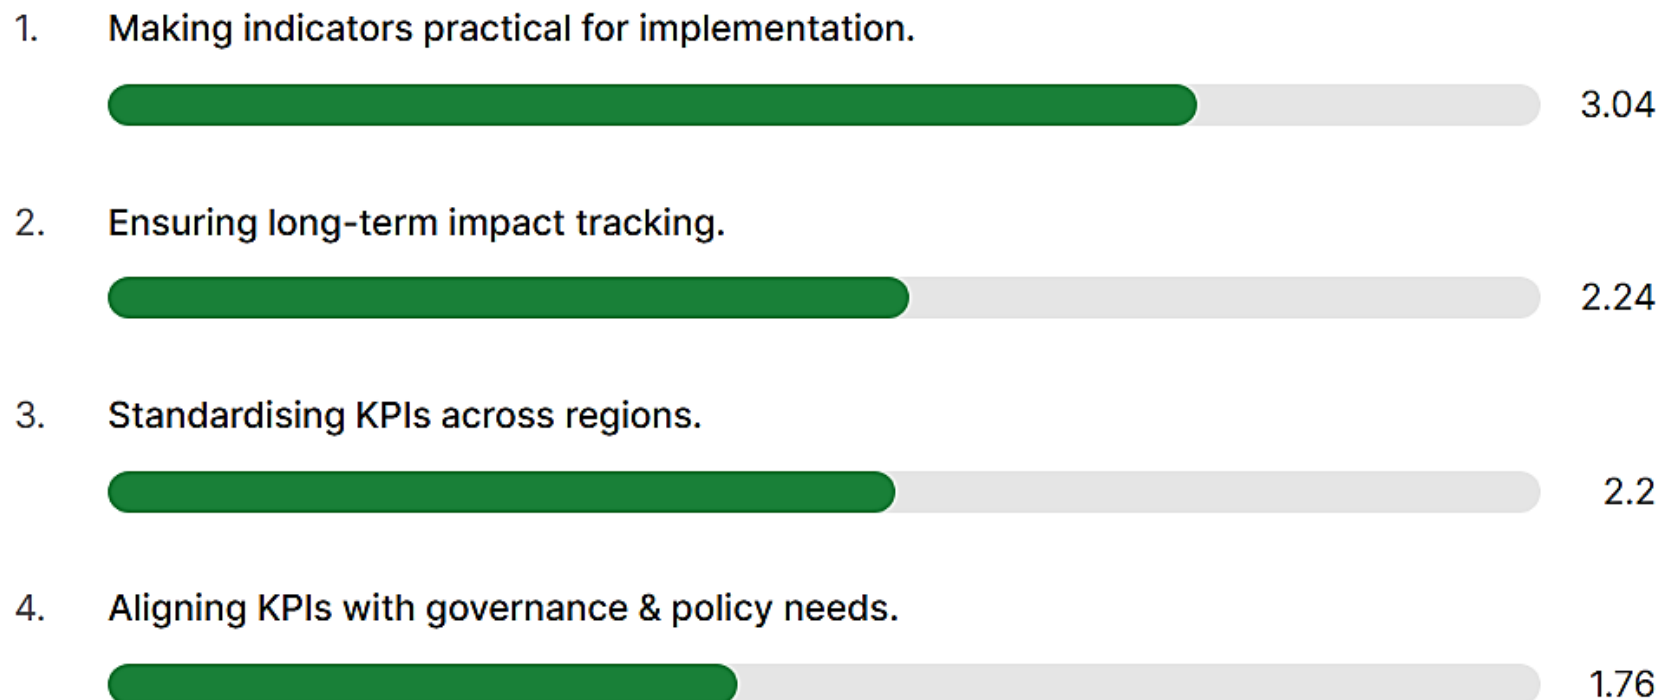 1. Making indicators practical for implementation.
3.04
2. Ensuring long-term impact tracking.
2.24
3. Standardising KPIs across regions.
2.2
4. Aligning KPIs with governance & policy needs.
1.76